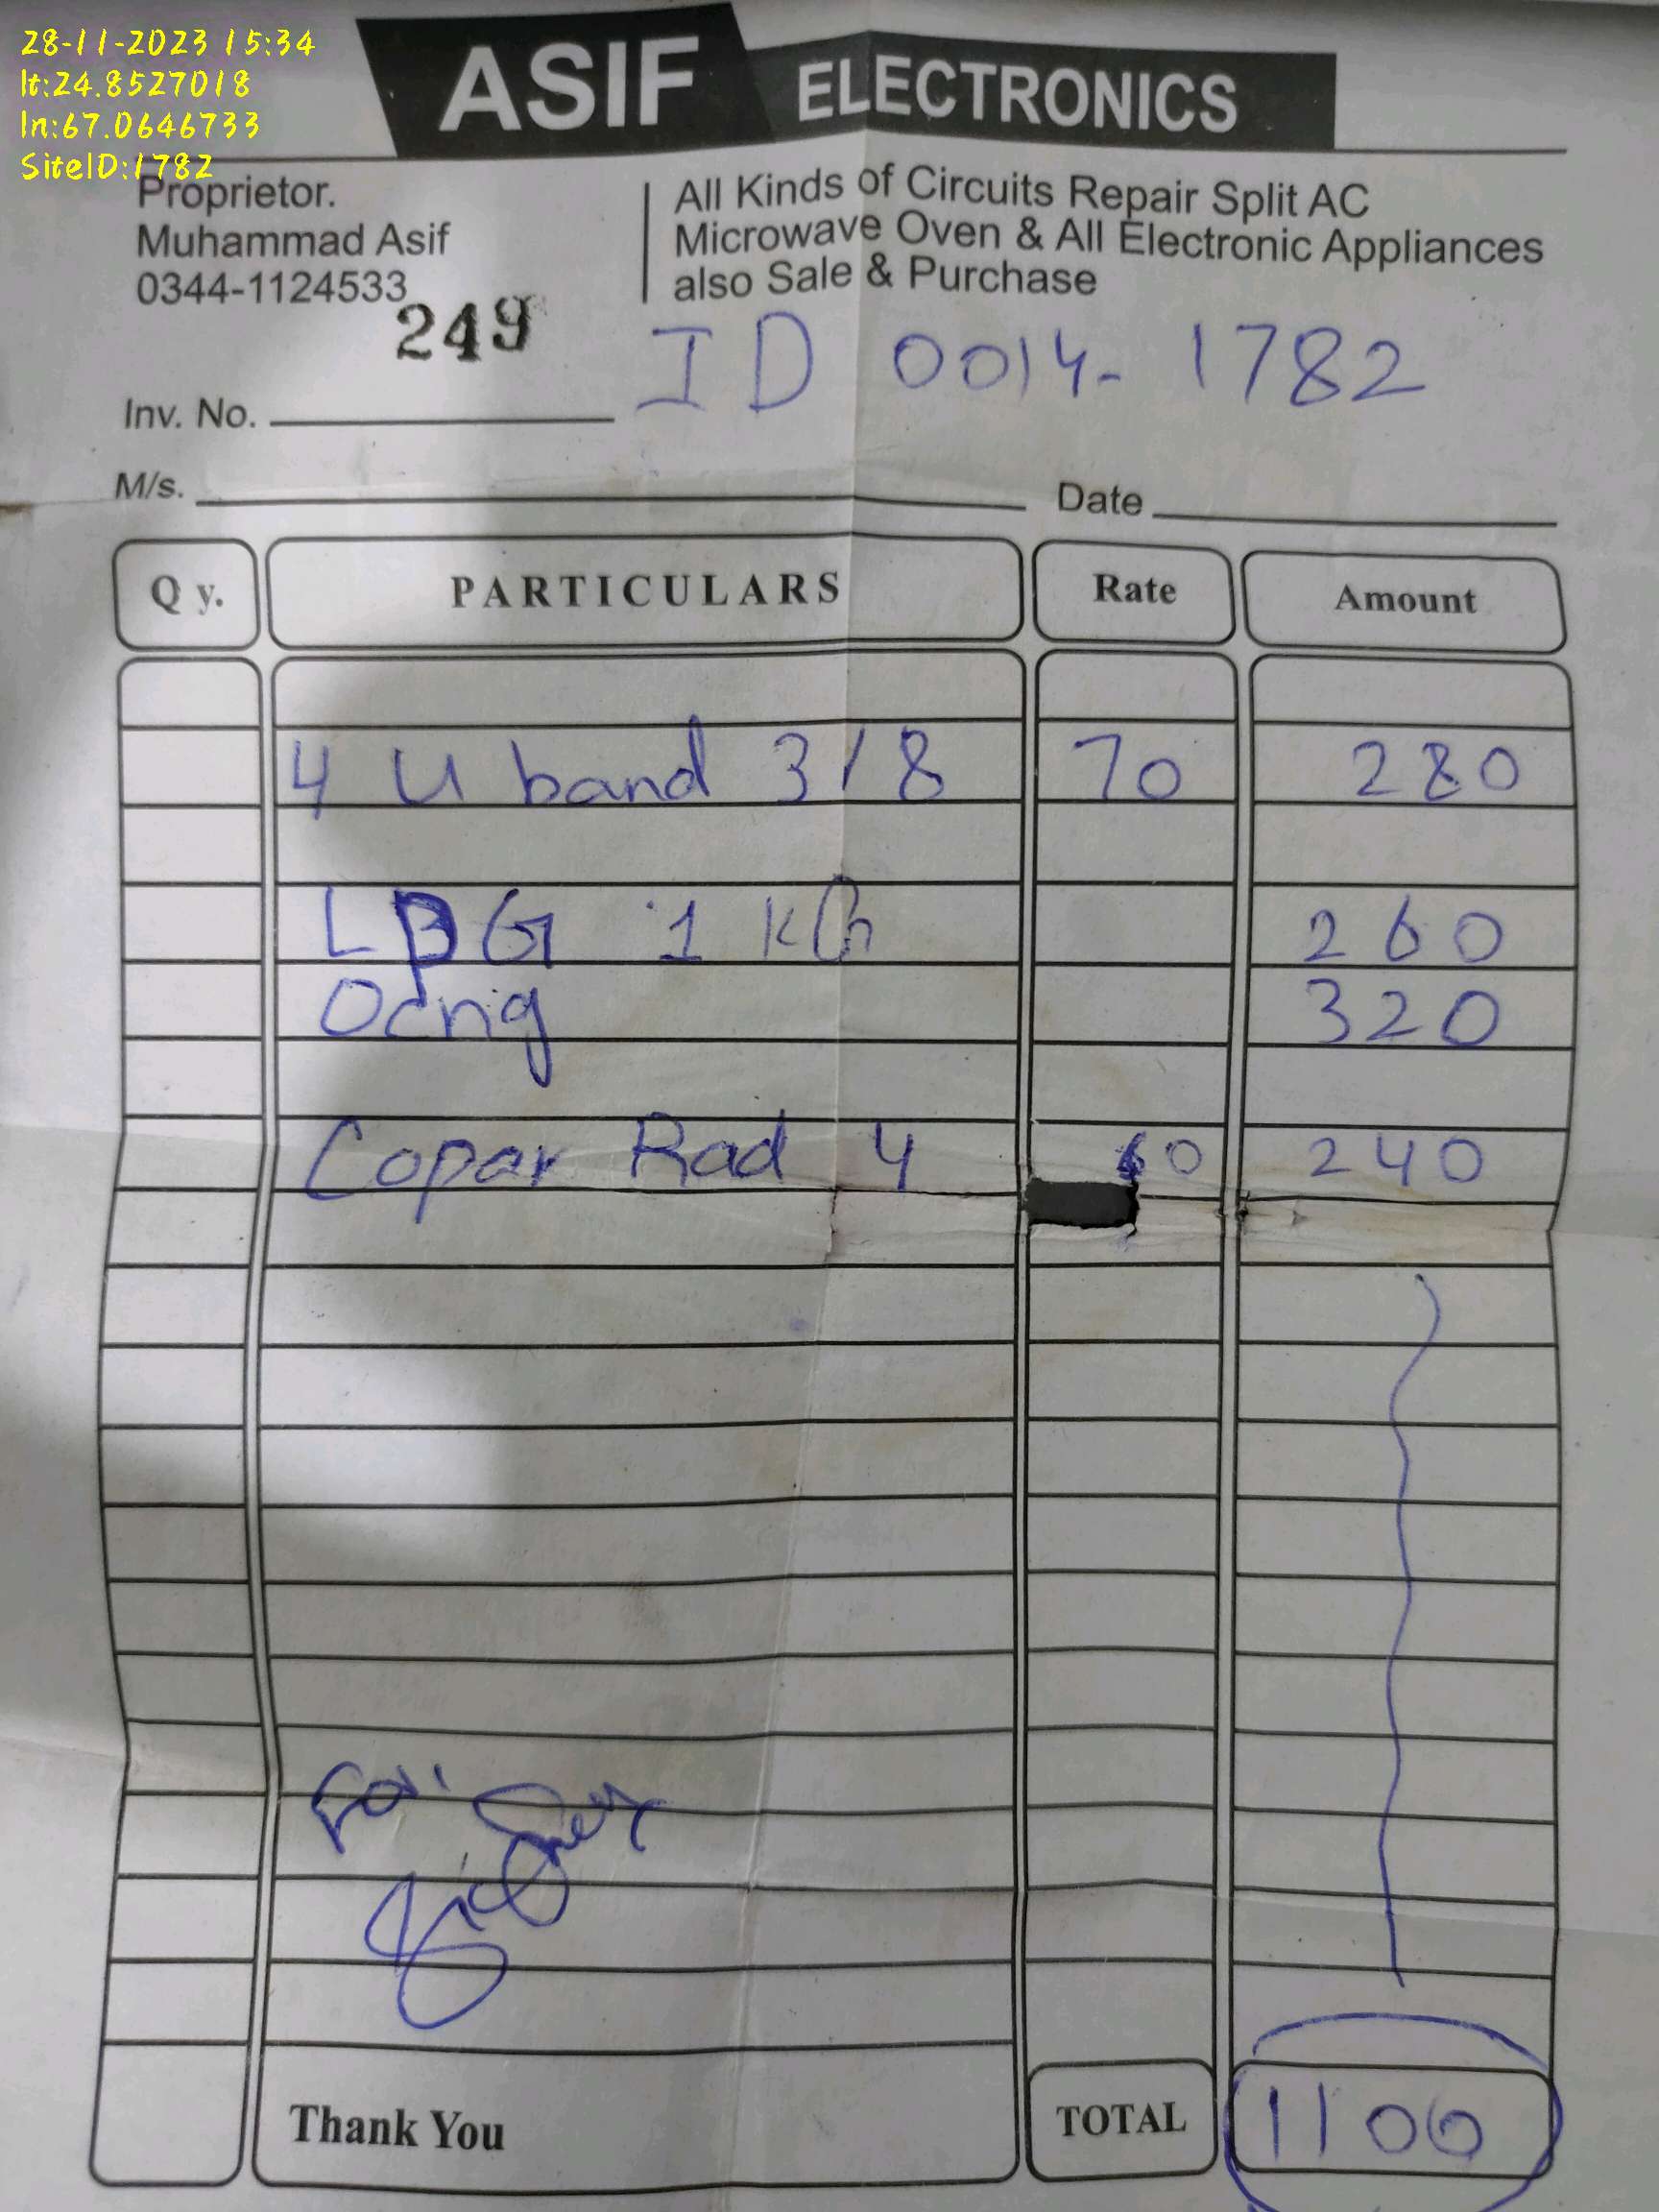 28-11-2023 15:34
lt:24.8527018
ln:67.0646733
SiteID:1782
ASIF ELECTRONICS
Proprietor.
Muhammad Asif
0344-1124533
All Kinds of Circuits Repair Split AC
Microwave Oven & All Electronic Appliances
also Sale & Purchase
249
ID 0014-1782
Inv. No.
M/s. Date
Q y. PARTICULARS Rate Amount
4 U band 3/8 70 280
LPG 1 KG 260
320
Copar Rad 4 60 240
Thank You TOTAL 1100